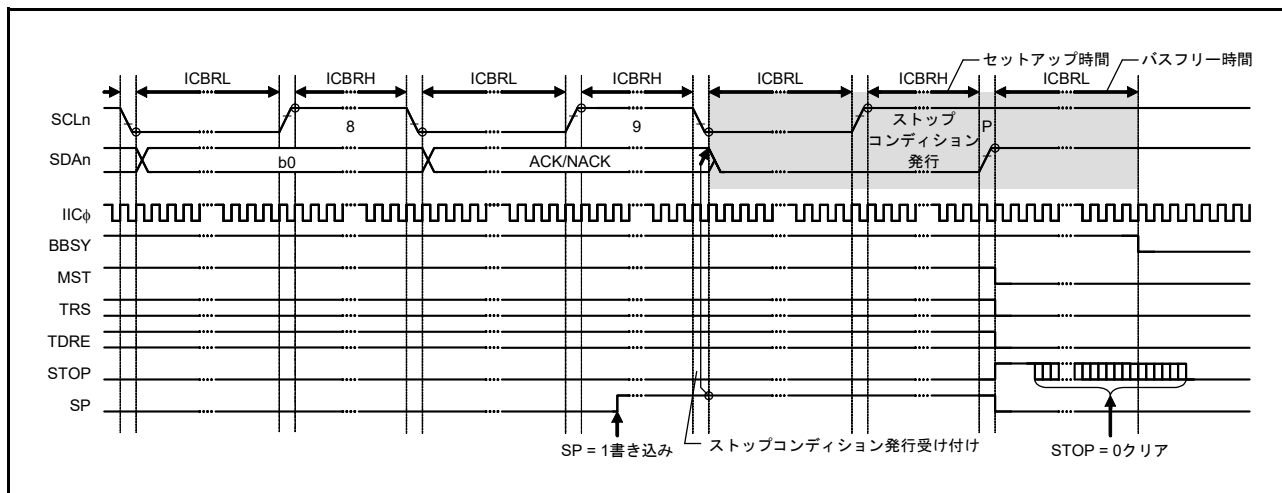 ICBRL ICBRH ICBRL ICBRH ICBRL ICBRH セットアップ時間 ICBRL バスフリー時間
SCLn 8 9 ストップ
コンディション
発行 P
SDAn b0 ACK/NACK
IICφ
BBSY
MST
TRS
TDRE
STOP
SP
SP = 1書き込み ストップコンディション発行受け付け STOP = 0クリア